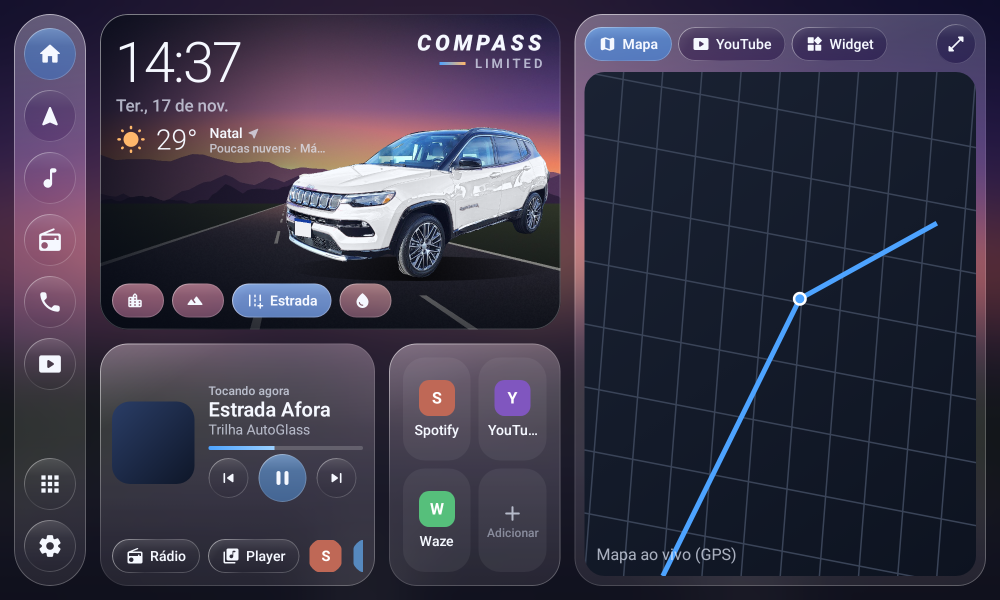 14:37
COMPASS
LIMITED
Ter., 17 de nov.
29°
Natal
Poucas nuvens · Má...
Estrada
Tocando agora
Estrada Afora
Trilha AutoGlass
Rádio
Player
S
S
Spotify
Y
YouTu...
W
Waze
Adicionar
Mapa
YouTube
Widget
Mapa ao vivo (GPS)